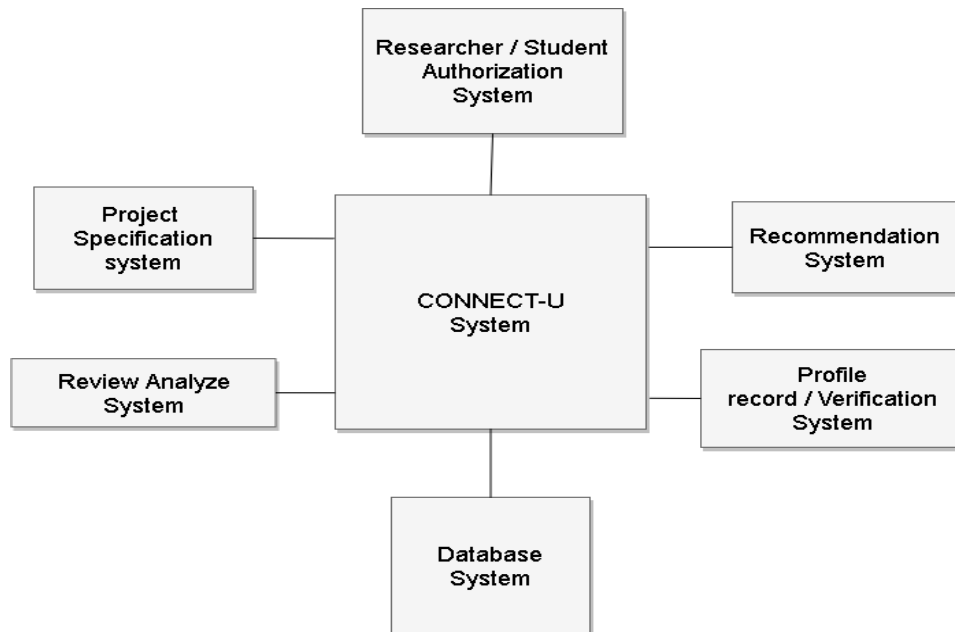 Researcher / Student
Authorization
System
Project
Specification
system
Recommendation
System
CONNECT-U
System
Review Analyze
System
Profile
record / Verification
System
Database
System